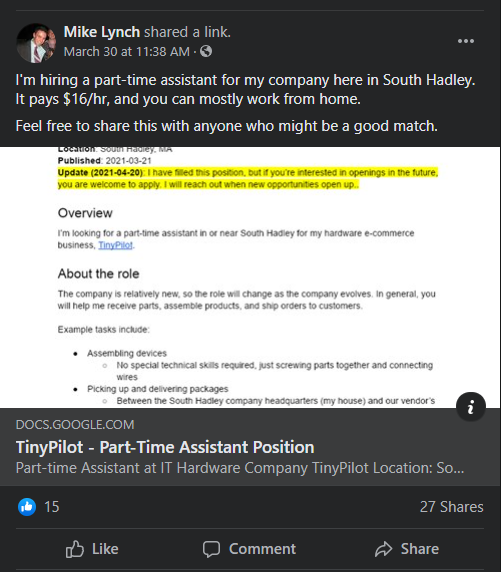 Mike Lynch shared a link.
March 30 at 11:38 AM ·
I'm hiring a part-time assistant for my company here in South Hadley.
It pays $16/hr, and you can mostly work from home.
Feel free to share this with anyone who might be a good match.
Location: South Hadley, MA
Published: 2021-03-21
Update (2021-04-20): I have filled this position, but if you're interested in openings in the future,
you are welcome to apply. I will reach out when new opportunities open up..
Overview
I'm looking for a part-time assistant in or near South Hadley for my hardware e-commerce
business, TinyPilot.
About the role
The company is relatively new, so the role will change as the company evolves. In general, you
will help me receive parts, assemble products, and ship orders to customers.
Example tasks include:
• Assembling devices
○ No special technical skills required, just screwing parts together and connecting
wires
• Picking up and delivering packages
○ Between the South Hadley company headquarters (my house) and our vendor's
DOCS.GOOGLE.COM
TinyPilot - Part-Time Assistant Position
Part-time Assistant at IT Hardware Company TinyPilot Location: So...
15
27 Shares
Like
Comment
Share